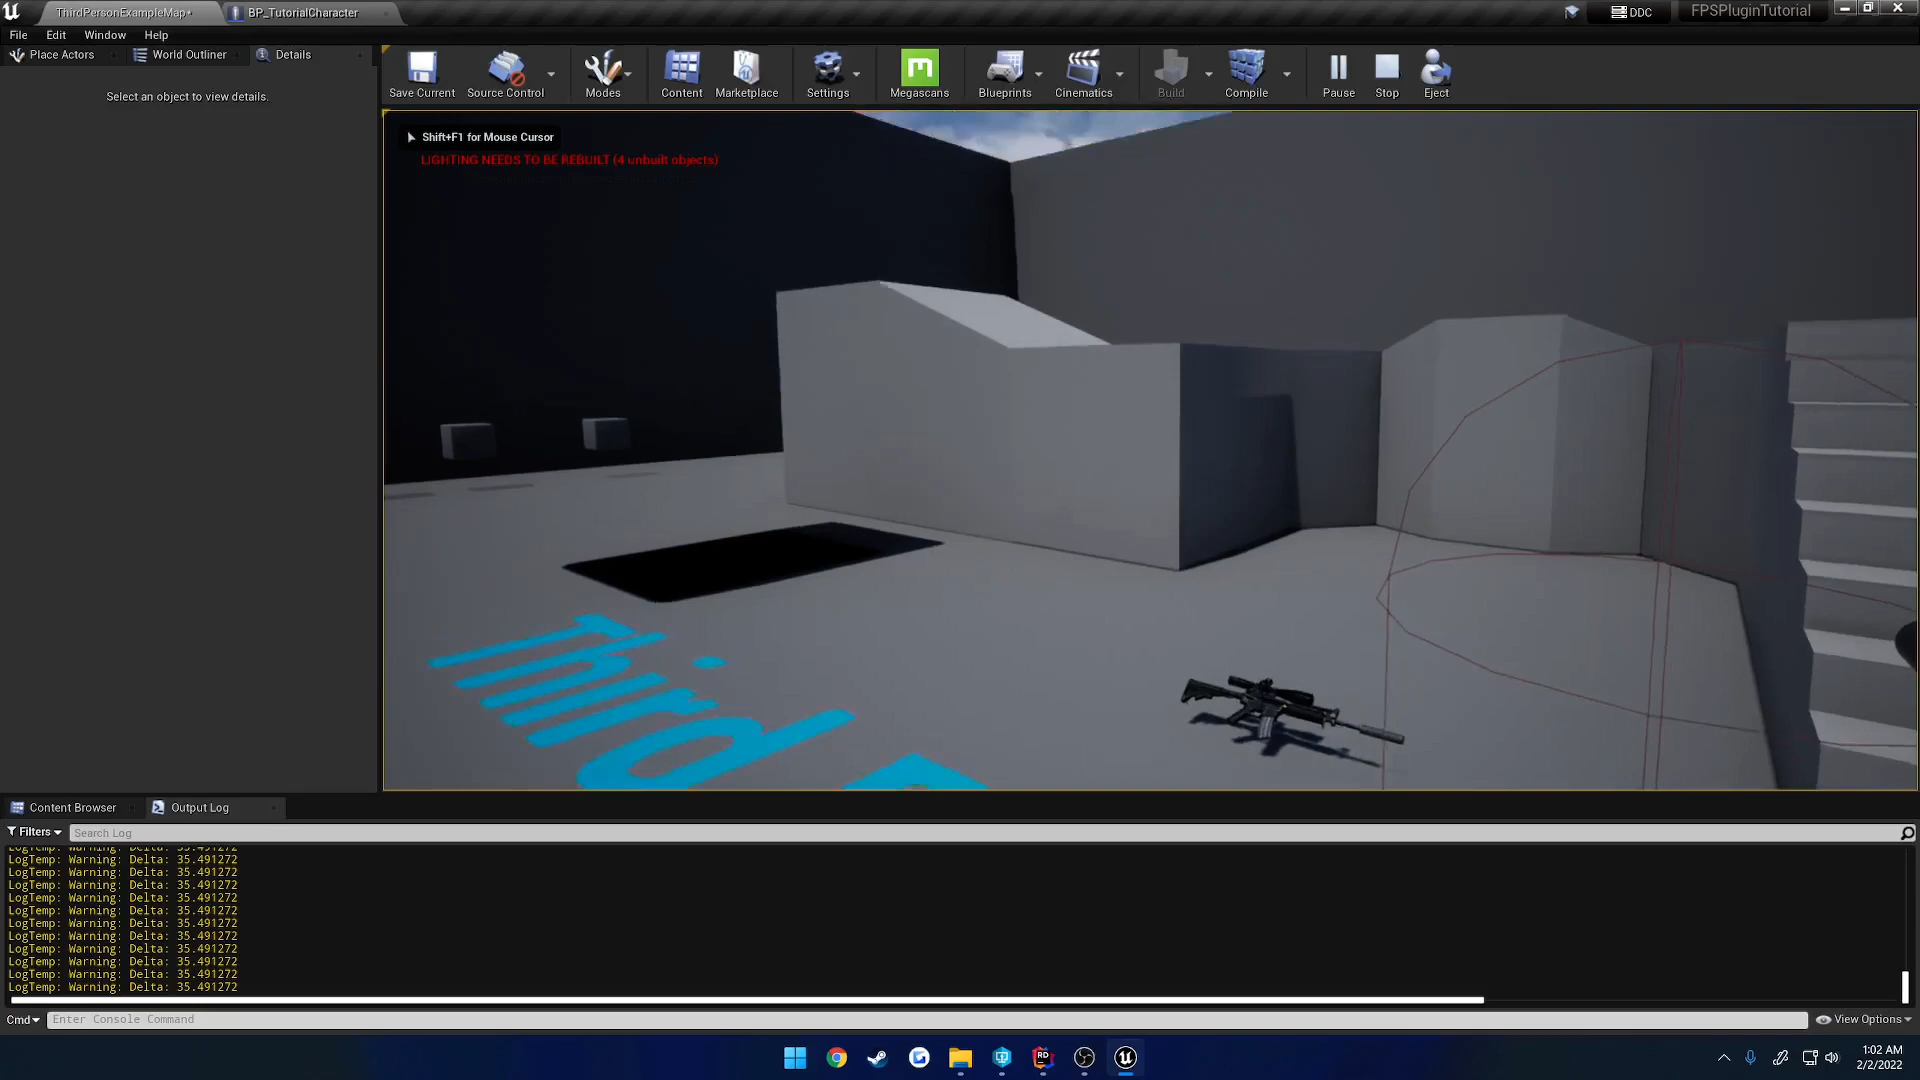 ThirdPersonExampleMap*
BP_TutorialCharacter
DDC
FPSPluginTutorial
File Edit Window Help
Place Actors
World Outliner
Details
Select an object to view details.
Save Current
Source Control
Modes
Content
Marketplace
Settings
Megascans
Blueprints
Cinematics
Build
Compile
Pause
Stop
Eject
Shift+F1 for Mouse Cursor
LIGHTING NEEDS TO BE REBUILT (4 unbuilt objects)
Third
Content Browser
Output Log
Filters
Search Log
LogTemp: Warning: Delta: 35.491272
LogTemp: Warning: Delta: 35.491272
LogTemp: Warning: Delta: 35.491272
LogTemp: Warning: Delta: 35.491272
LogTemp: Warning: Delta: 35.491272
LogTemp: Warning: Delta: 35.491272
LogTemp: Warning: Delta: 35.491272
LogTemp: Warning: Delta: 35.491272
LogTemp: Warning: Delta: 35.491272
LogTemp: Warning: Delta: 35.491272
LogTemp: Warning: Delta: 35.491272
LogTemp: Warning: Delta: 35.491272
Cmd
Enter Console Command
View Options
RD
1:02 AM
2/2/2022